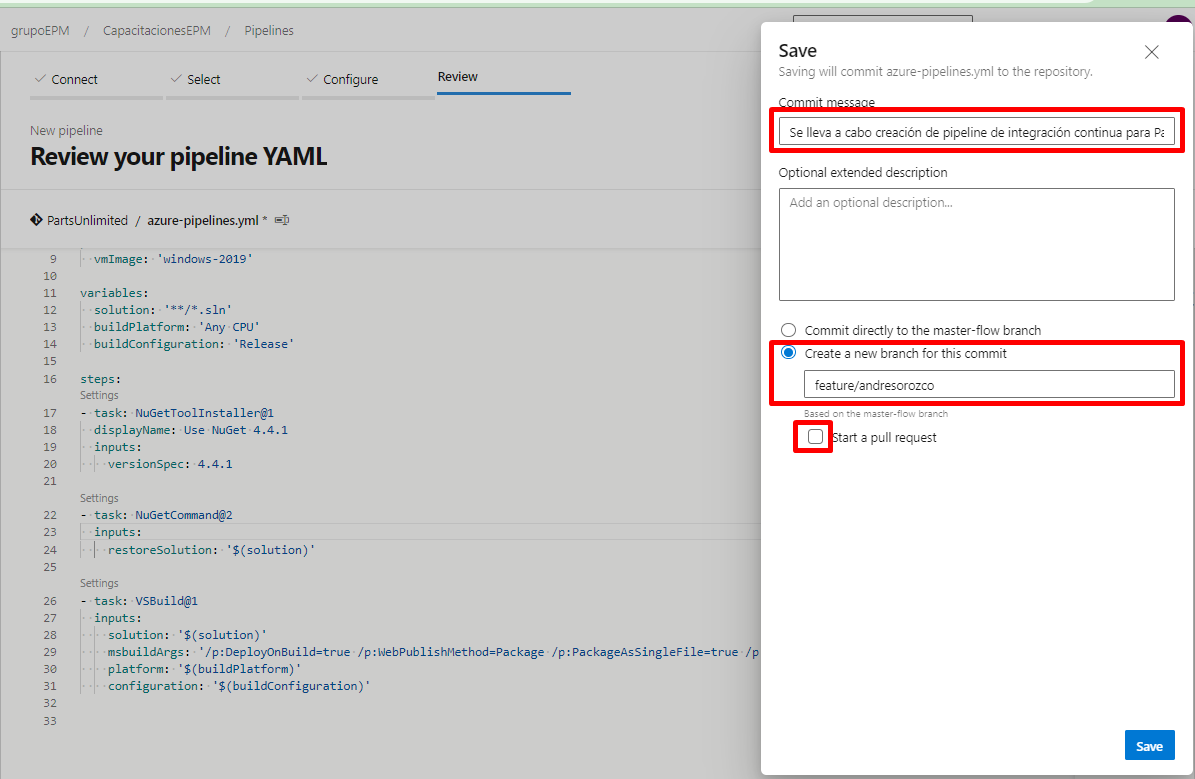 grupoEPM / CapacitacionesEPM / Pipelines
Connect Select Configure Review
New pipeline
Review your pipeline YAML
PartsUnlimited / azure-pipelines.yml *
9 vmImage: 'windows-2019'
10
11 variables:
12 solution: '**/*.sln'
13 buildPlatform: 'Any CPU'
14 buildConfiguration: 'Release'
15
16 steps:
Settings
17 - task: NuGetToolInstaller@1
18 displayName: Use NuGet 4.4.1
19 inputs:
20 versionSpec: 4.4.1
21
Settings
22 - task: NuGetCommand@2
23 inputs:
24 restoreSolution: '$(solution)'
25
Settings
26 - task: VSBuild@1
27 inputs:
28 solution: '$(solution)'
29 msbuildArgs: '/p:DeployOnBuild=true /p:WebPublishMethod=Package /p:PackageAsSingleFile=true /p
30 platform: '$(buildPlatform)'
31 configuration: '$(buildConfiguration)'
32
33
Save
Saving will commit azure-pipelines.yml to the repository.
Commit message
Se lleva a cabo creación de pipeline de integración continua para Pa
Optional extended description
Add an optional description...
Commit directly to the master-flow branch
Create a new branch for this commit
feature/andresorozco
Based on the master-flow branch
Start a pull request
Save